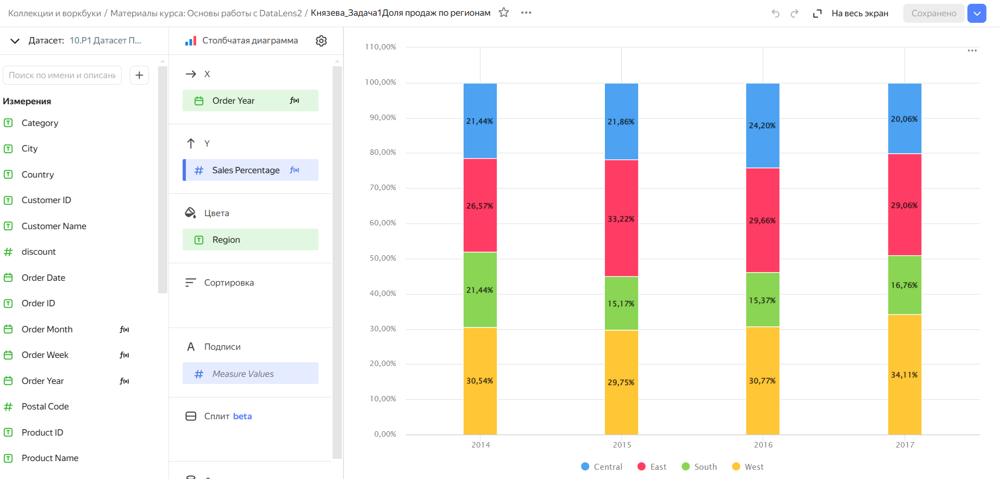 Коллекции и воркбуки / Материалы курса: Основы работы с DataLens2 / Князева_Задача1Доля продаж по регионам
На весь экран
Сохранено
Датасет: 10.P1 Датасет П...
Поиск по имени и описани
Измерения
Category
City
Country
Customer ID
Customer Name
discount
Order Date
Order ID
Order Month f(x)
Order Week f(x)
Order Year f(x)
Postal Code
Product ID
Product Name
Столбчатая диаграмма
X
Order Year f(x)
Y
Sales Percentage f(x)
Цвета
Region
Сортировка
Подписи
Measure Values
Сплит beta
110,00%
100,00%
90,00%
80,00%
70,00%
60,00%
50,00%
40,00%
30,00%
20,00%
10,00%
0,00%
21,44%
26,57%
21,44%
30,54%
21,86%
33,22%
15,17%
29,75%
24,20%
29,66%
15,37%
30,77%
20,06%
29,06%
16,76%
34,11%
2014 2015 2016 2017
Central East South West